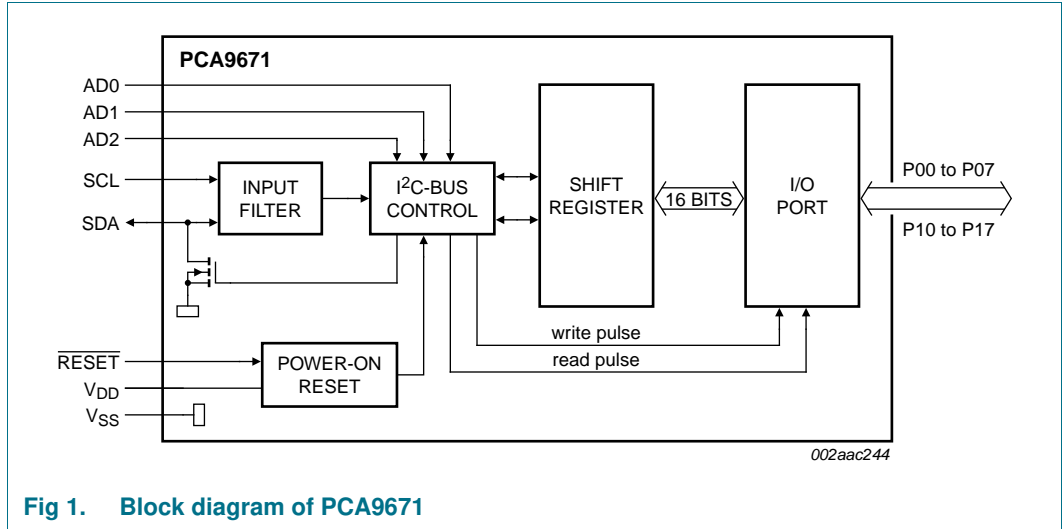 PCA9671
AD0
AD1
AD2
SCL
SDA
INPUT
FILTER
I²C-BUS
CONTROL
SHIFT
REGISTER
16 BITS
I/O
PORT
P00 to P07
P10 to P17
write pulse
read pulse
RESET
VDD
VSS
POWER-ON
RESET
002aac244
Fig 1. Block diagram of PCA9671